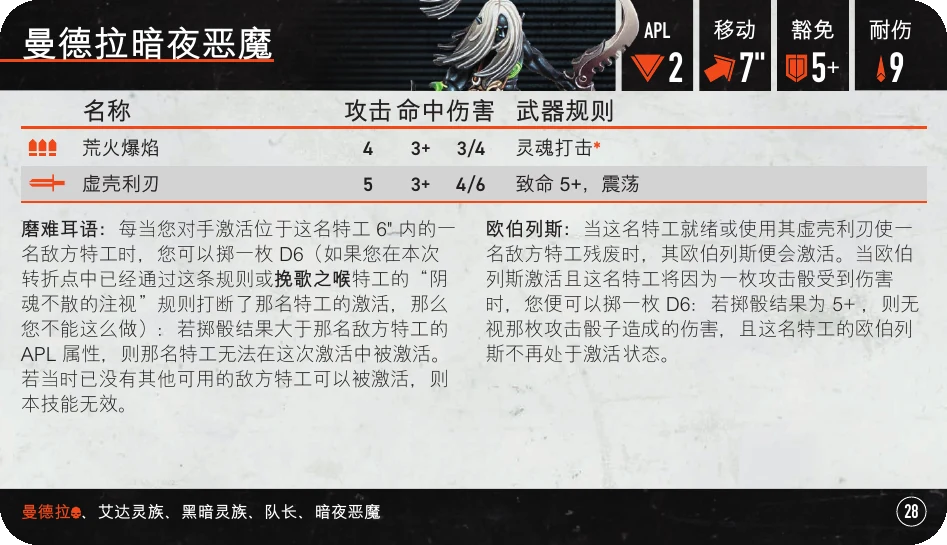 曼德拉暗夜恶魔
APL 移动 豁免 耐伤
2 7" 5+ 9
名称 攻击 命中 伤害 武器规则
荒火爆焰 4 3+ 3/4 灵魂打击*
虚壳利刃 5 3+ 4/6 致命 5+，震荡
磨难耳语：每当您对手激活位于这名特工 6" 内的一
名敌方特工时，您可以掷一枚 D6（如果您在本次
转折点中已经通过这条规则或挽歌之喉特工的“阴
魂不散的注视”规则打断了那名特工的激活，那么
您不能这么做）：若掷骰结果大于那名敌方特工的
APL 属性，则那名特工无法在这次激活中被激活。
若当时已没有其他可用的敌方特工可以被激活，则
本技能无效。
欧伯列斯：当这名特工就绪或使用其虚壳利刃使一
名敌方特工残废时，其欧伯列斯便会激活。当欧伯
列斯激活且这名特工将因为一枚攻击骰受到伤害
时，您便可以掷一枚 D6：若掷骰结果为 5+，则无
视那枚攻击骰子造成的伤害，且这名特工的欧伯列
斯不再处于激活状态。
曼德拉、艾达灵族、黑暗灵族、队长、暗夜恶魔
28